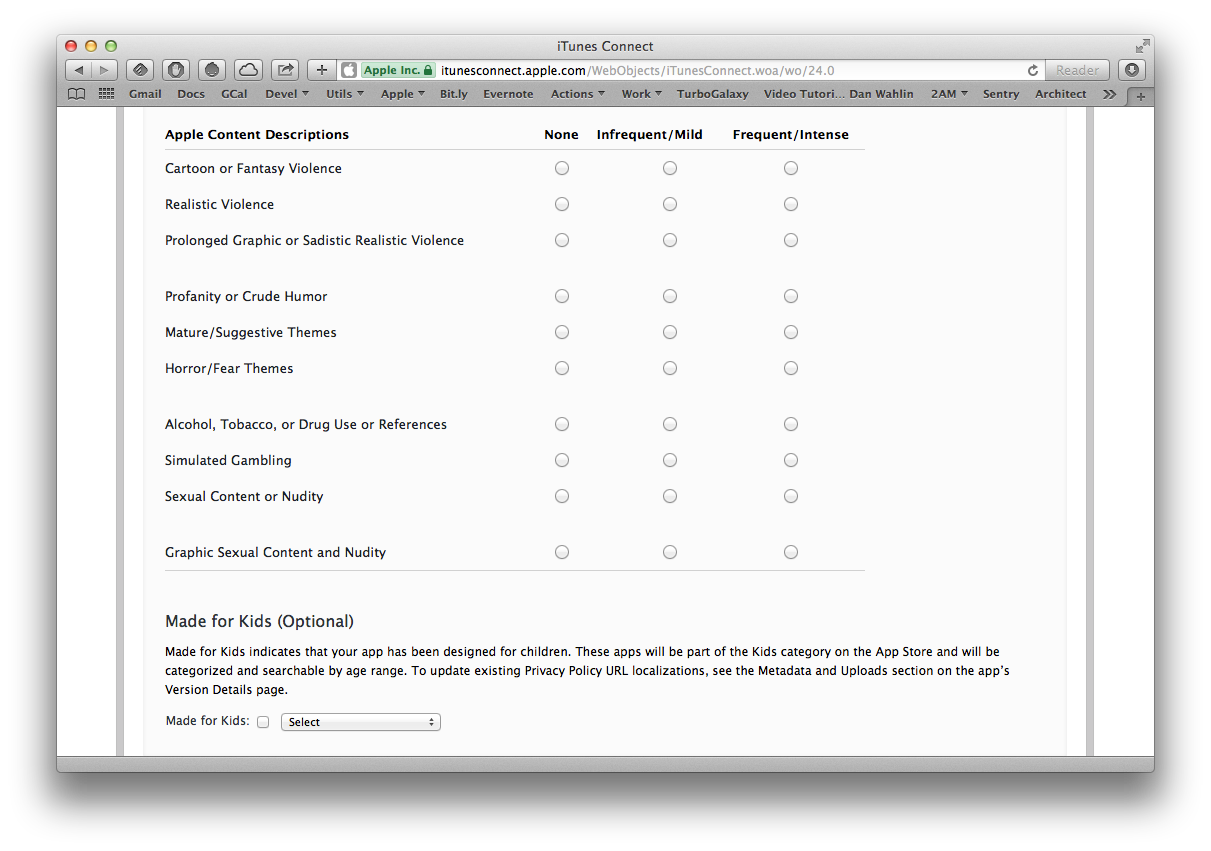 iTunes Connect
Apple Inc. itunesconnect.apple.com/WebObjects/iTunesConnect.woa/wo/24.0 Reader
Gmail Docs GCal Devel Utils Apple Bit.ly Evernote Actions Work TurboGalaxy Video Tutori... Dan Wahlin 2AM Sentry Architect
Apple Content Descriptions None Infrequent/Mild Frequent/Intense
Cartoon or Fantasy Violence
Realistic Violence
Prolonged Graphic or Sadistic Realistic Violence
Profanity or Crude Humor
Mature/Suggestive Themes
Horror/Fear Themes
Alcohol, Tobacco, or Drug Use or References
Simulated Gambling
Sexual Content or Nudity
Graphic Sexual Content and Nudity
Made for Kids (Optional)
Made for Kids indicates that your app has been designed for children. These apps will be part of the Kids category on the App Store and will be
categorized and searchable by age range. To update existing Privacy Policy URL localizations, see the Metadata and Uploads section on the app's
Version Details page.
Made for Kids: Select